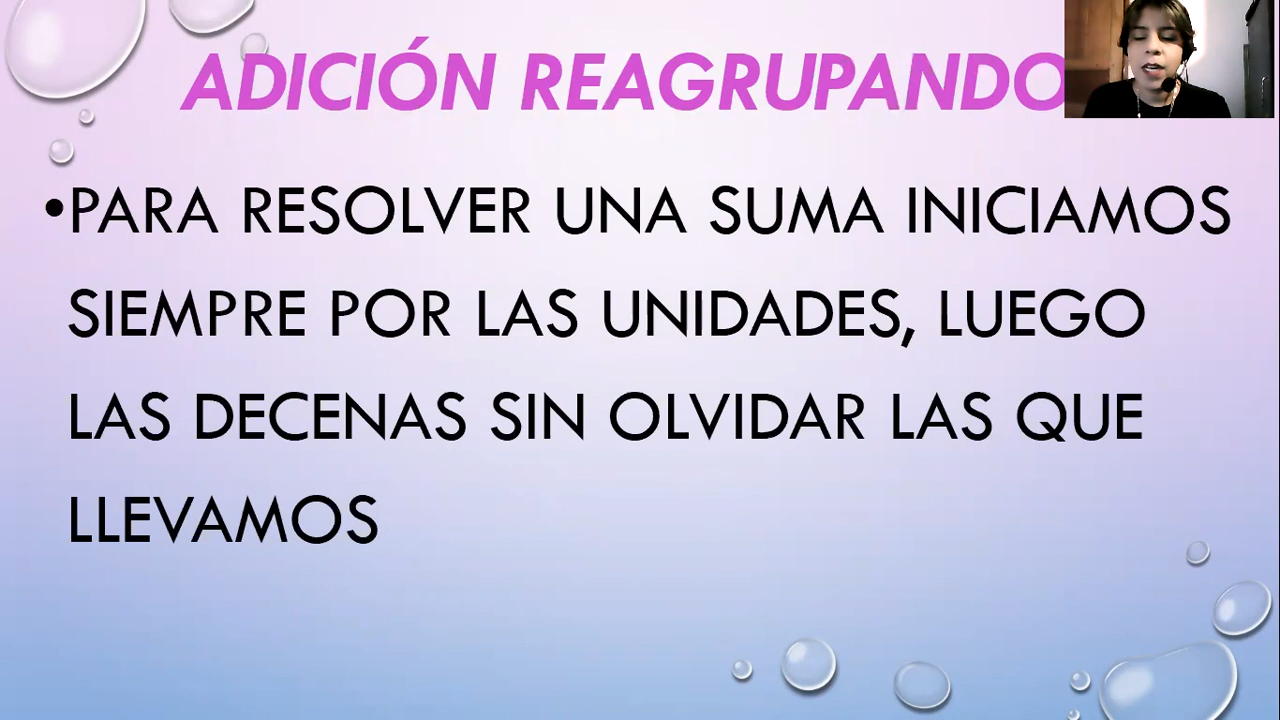 ADICIÓN REAGRUPANDO
•PARA RESOLVER UNA SUMA INICIAMOS
SIEMPRE POR LAS UNIDADES, LUEGO
LAS DECENAS SIN OLVIDAR LAS QUE
LLEVAMOS